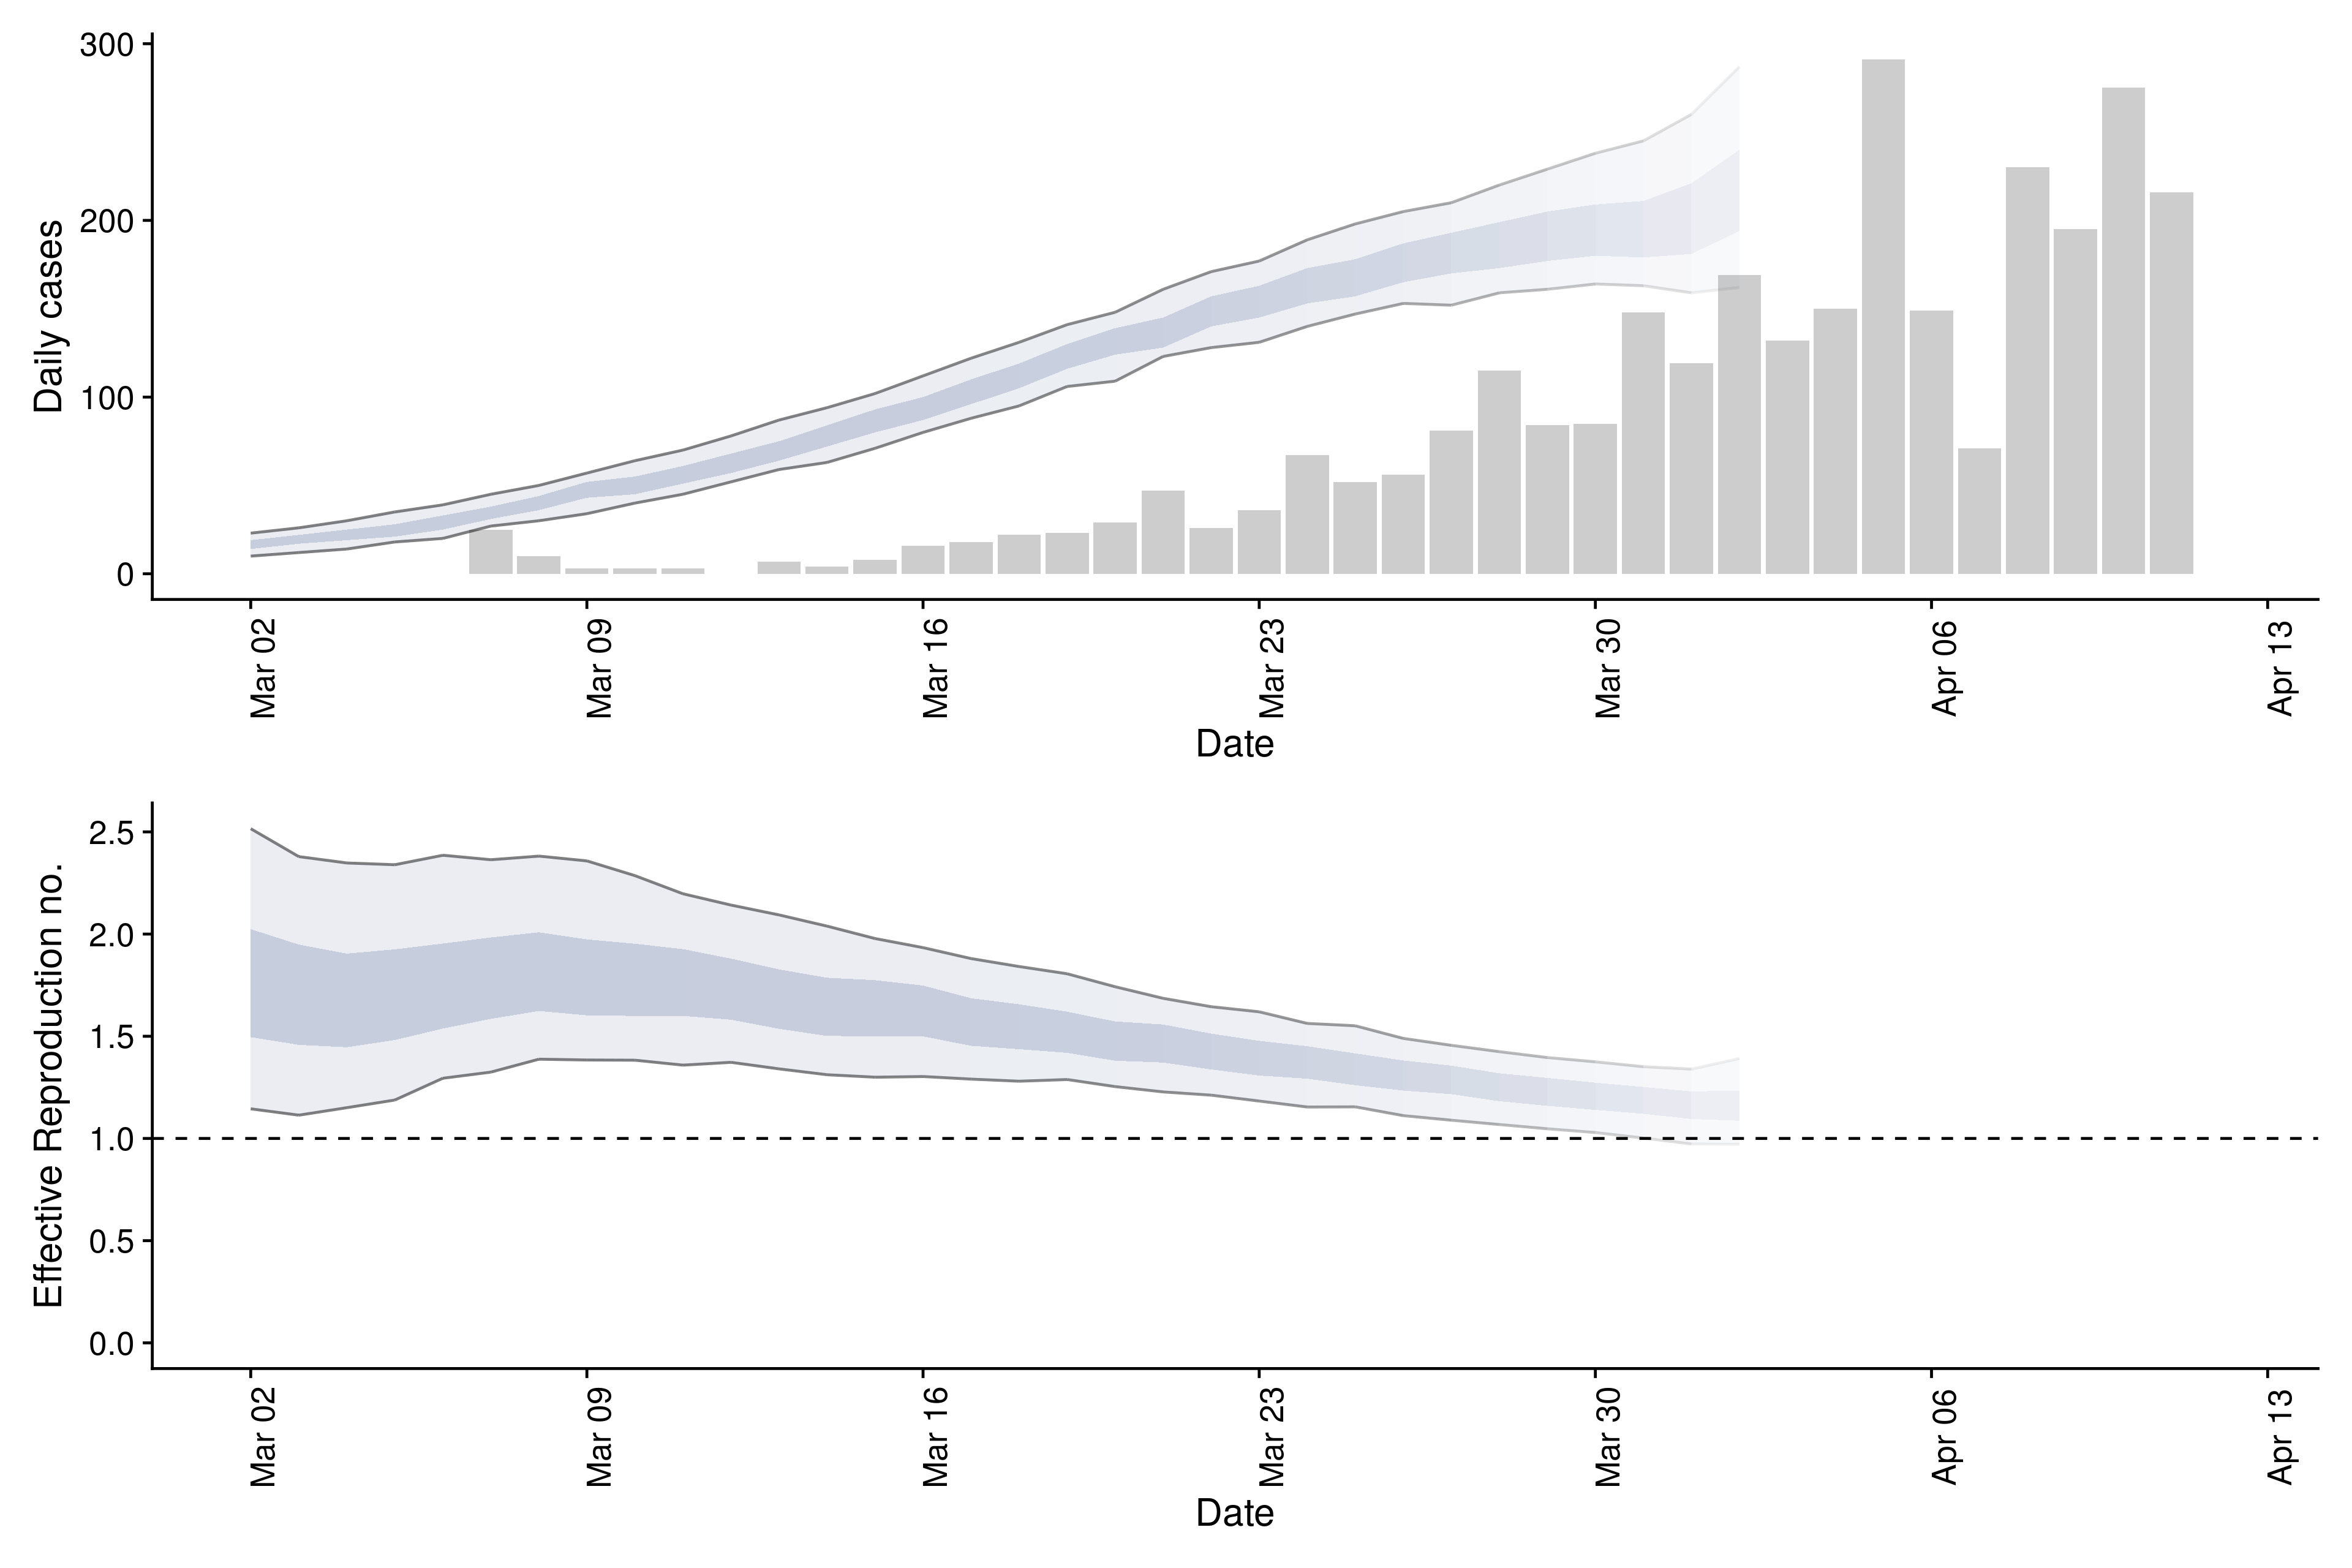 Daily cases
300
200
100
0
Mar 02
Mar 09
Mar 16
Mar 23
Mar 30
Apr 06
Apr 13
Date
Effective Reproduction no.
2.5
2.0
1.5
1.0
0.5
0.0
Mar 02
Mar 09
Mar 16
Mar 23
Mar 30
Apr 06
Apr 13
Date